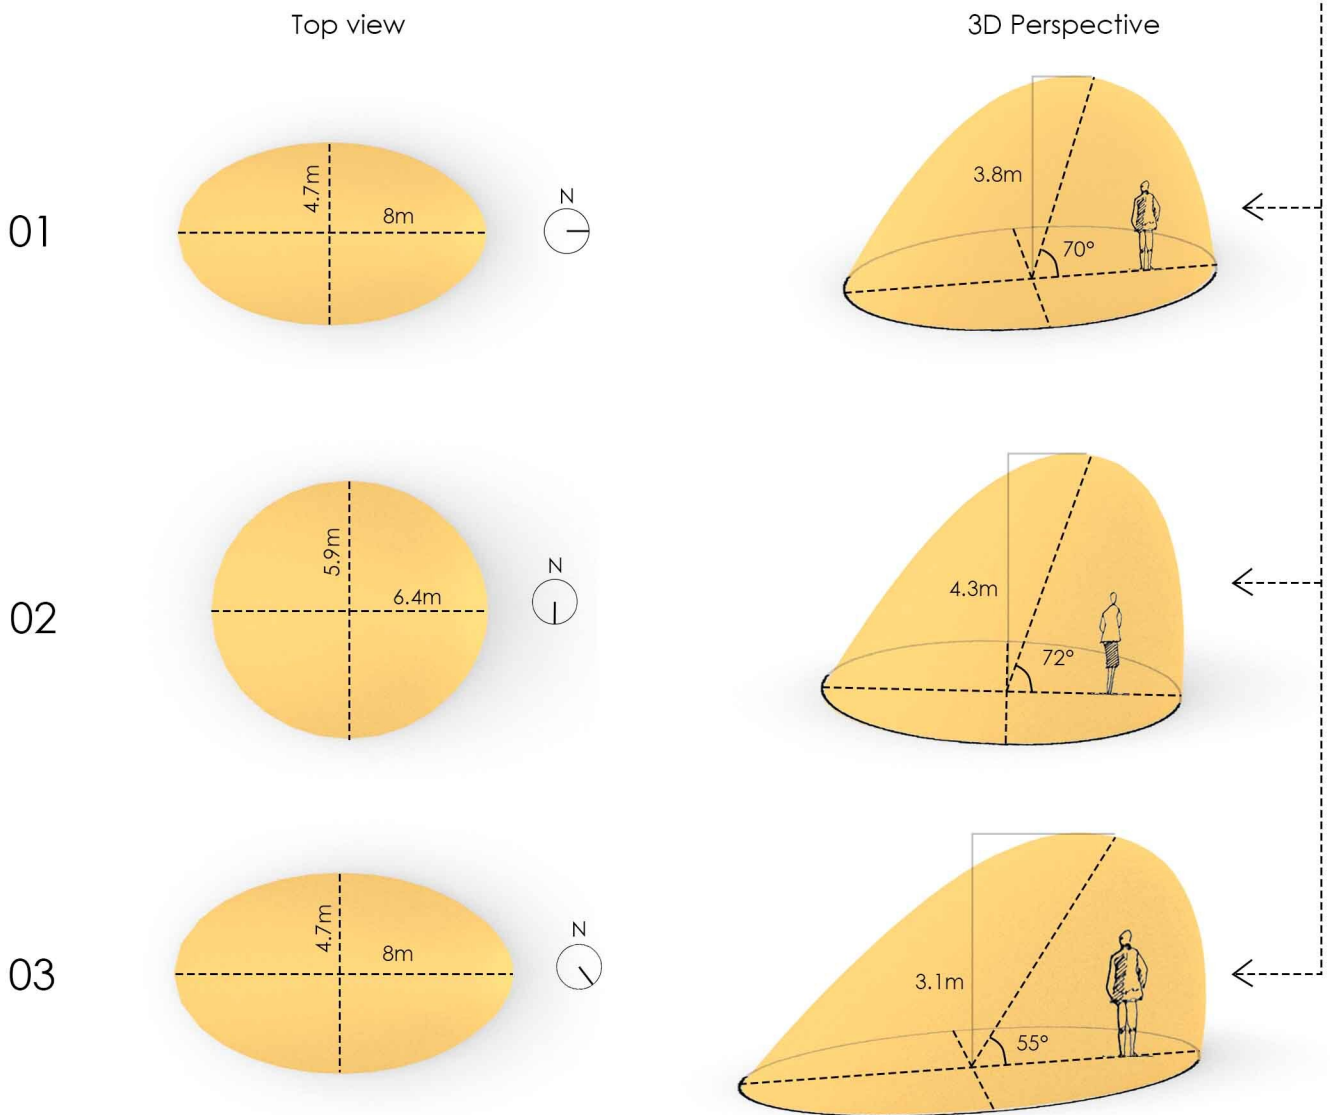 Top view
3D Perspective
01
4.7m
8m
N
3.8m
70°
02
5.9m
6.4m
N
4.3m
72°
03
4.7m
8m
N
3.1m
55°